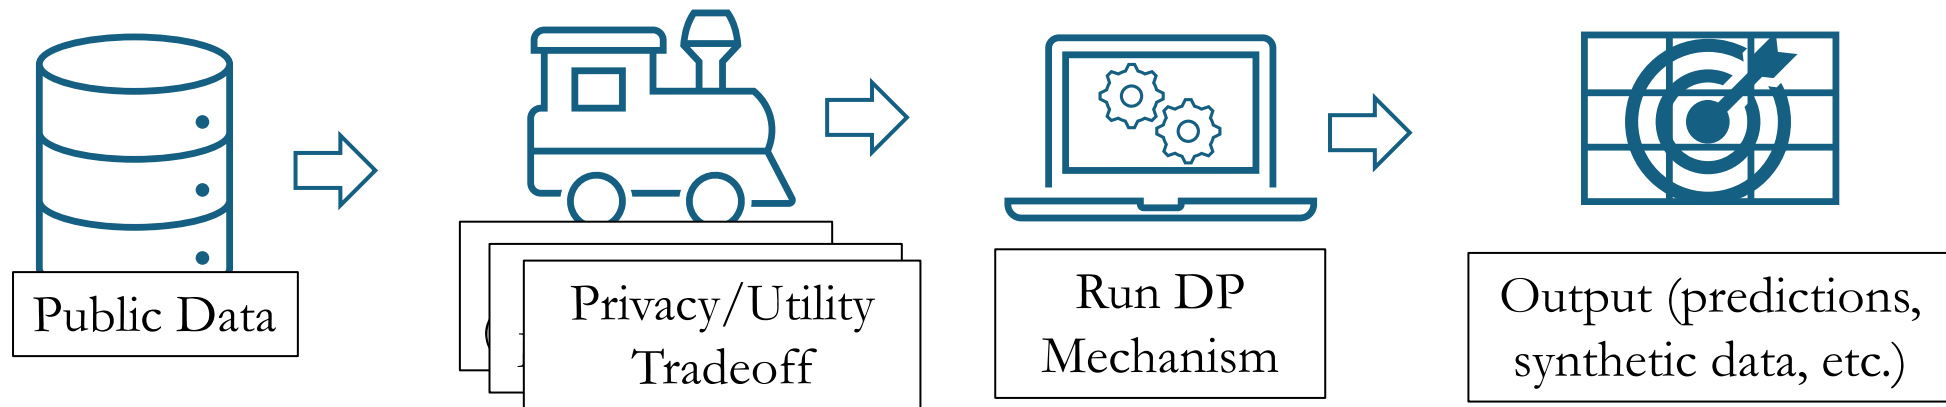 Public Data
Privacy/Utility
Tradeoff
Run DP
Mechanism
Output (predictions,
synthetic data, etc.)